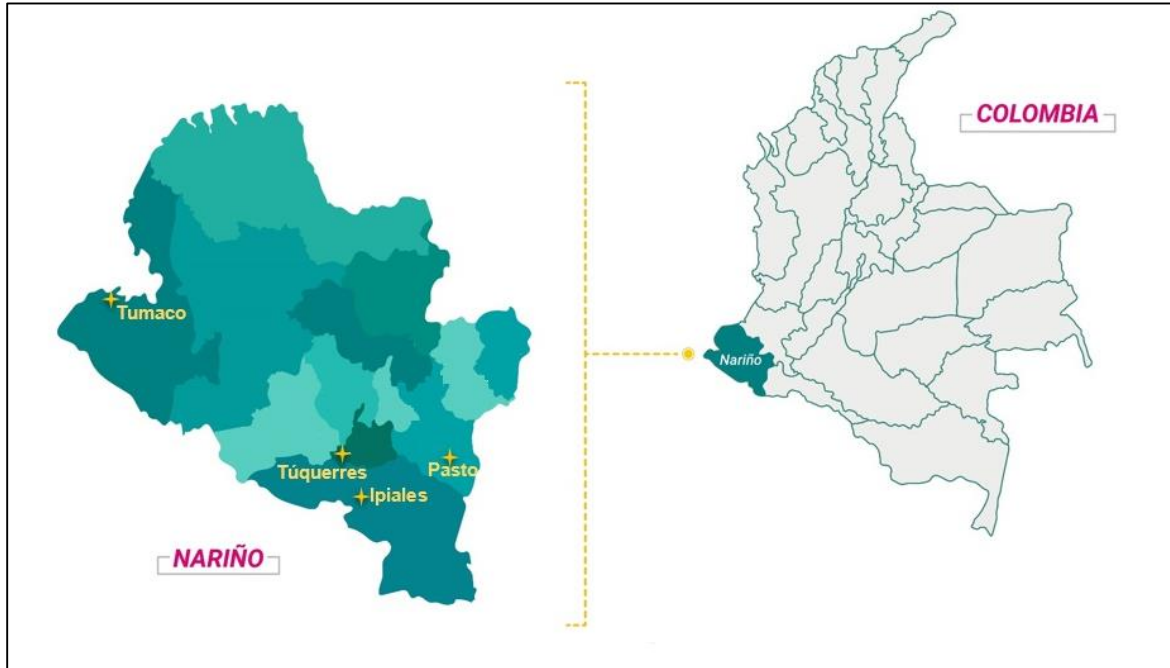 COLOMBIA
Nariño
Tumaco
Túquerres
Pasto
Ipiales
NARIÑO